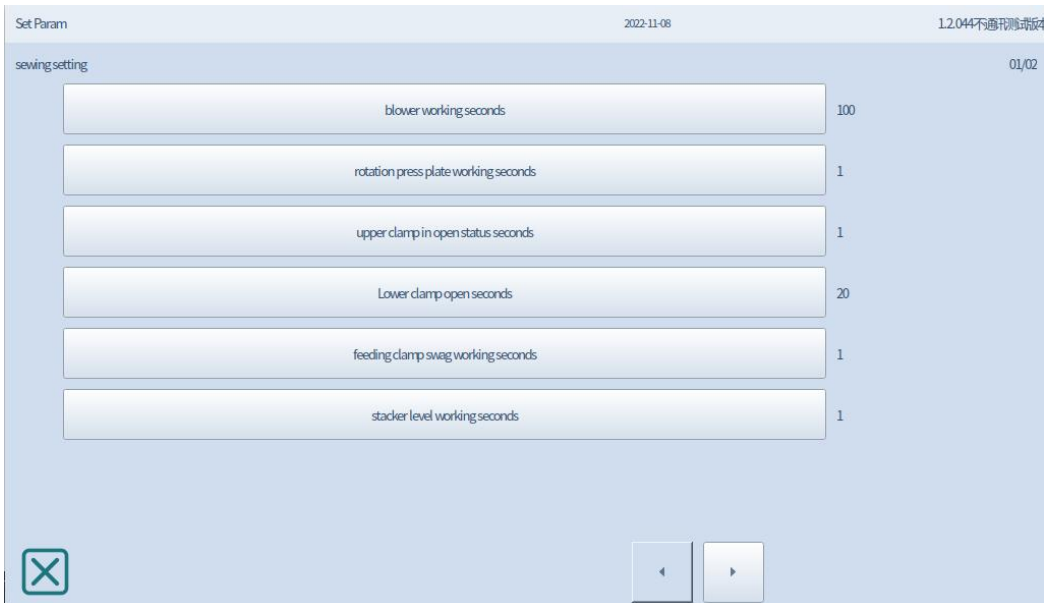 Set Param 2022-11-08 1.2.044不通讯测试版本
sewing setting 01/02
blower working seconds 100
rotation press plate working seconds 1
upper clamp in open status seconds 1
Lower clamp open seconds 20
feeding clamp swag working seconds 1
stacker level working seconds 1